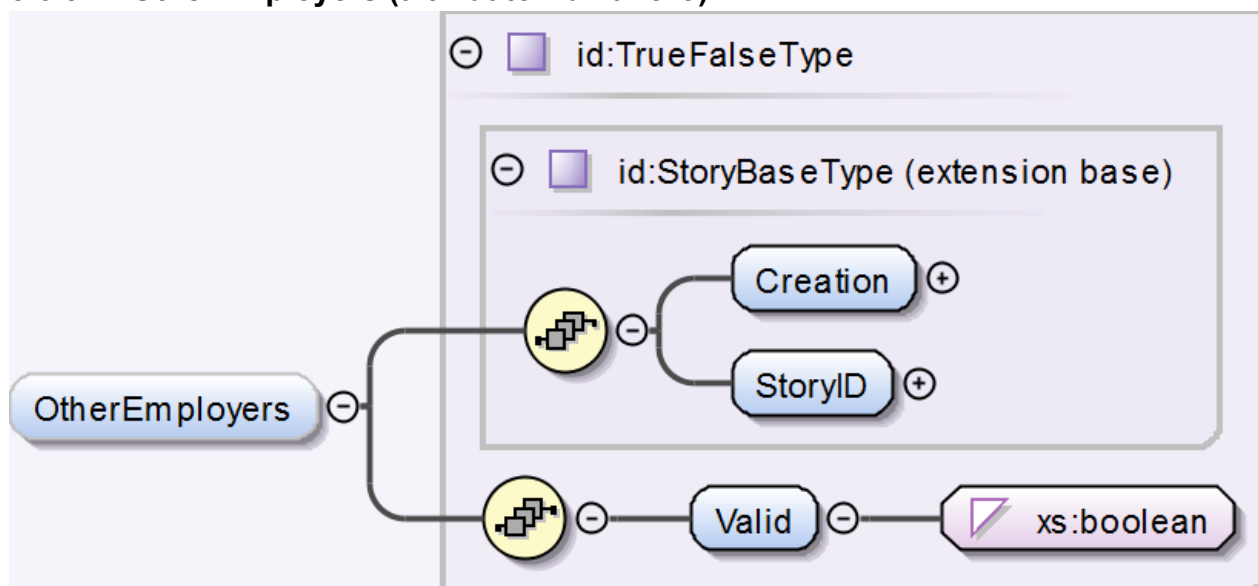 id:TrueFalseType
id:StoryBaseType (extension base)
Creation
StoryID
OtherEmployers
Valid
xs:boolean